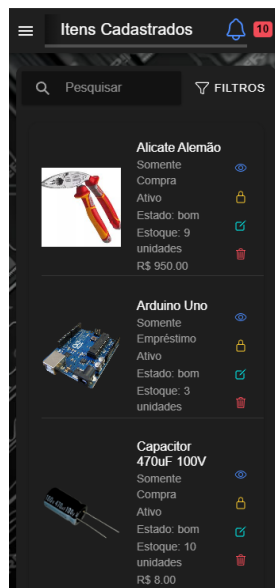 Itens Cadastrados
10
Pesquisar
FILTROS
Alicate Alemão
Somente
Compra
Ativo
Estado: bom
Estoque: 9
unidades
R$ 950.00
Arduino Uno
Somente
Empréstimo
Ativo
Estado: bom
Estoque: 3
unidades
Capacitor
470uF 100V
Somente
Compra
Ativo
Estado: bom
Estoque: 10
unidades
R$ 8.00